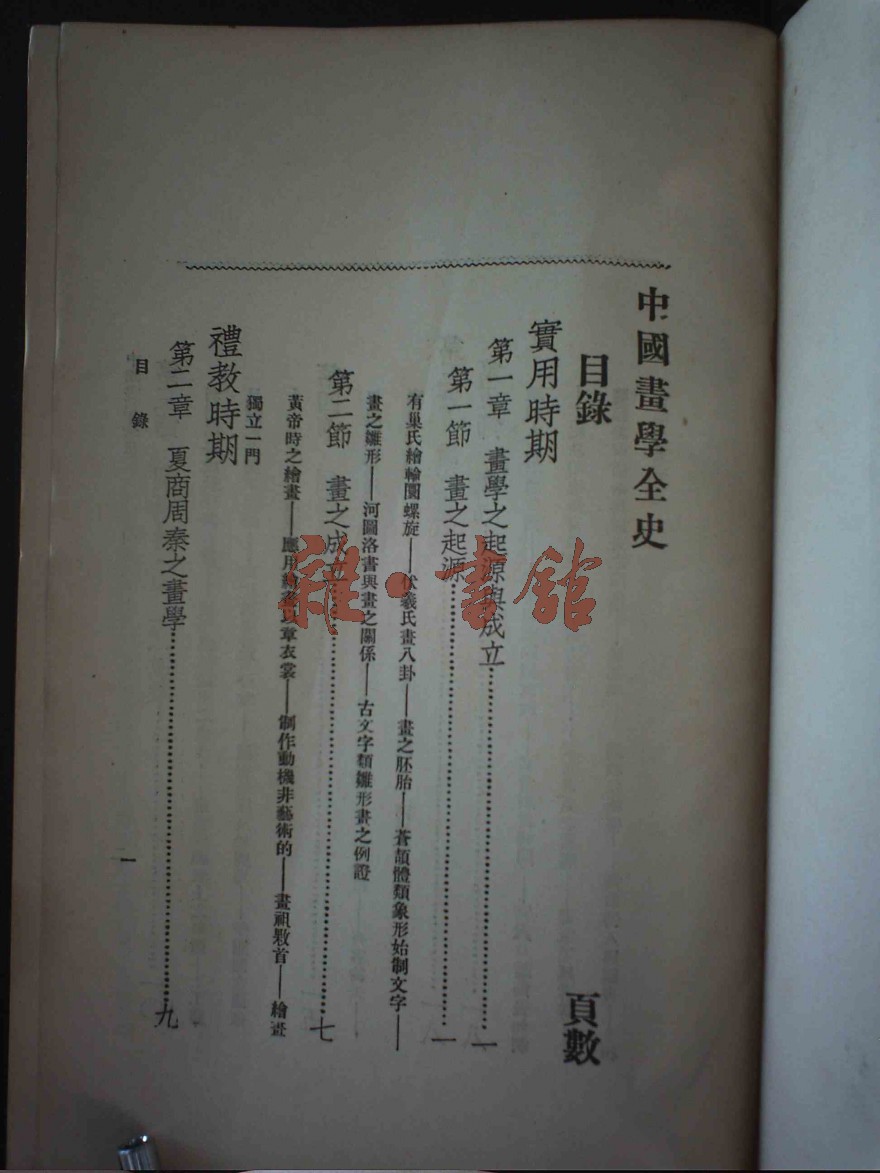 中國畫學全史
目錄
頁數
實用時期
第一章 畫學之起源與成立……一
第一節 畫之起源……一
有巢氏繪輪圜螺旋——伏羲氏畫八卦——畫之胚胎——蒼頡體類象形始制文字——
畫之雛形——河圖洛書與畫之關係——古文字類雛形畫之例證
第二節 畫之成立……七
黃帝時之繪畫——應用繪畫以章衣裳——制作動機非藝術的——畫祖敤首——繪畫
獨立一門
禮教時期
第二章 夏商周秦之畫學……九
目錄
一
雜·書館